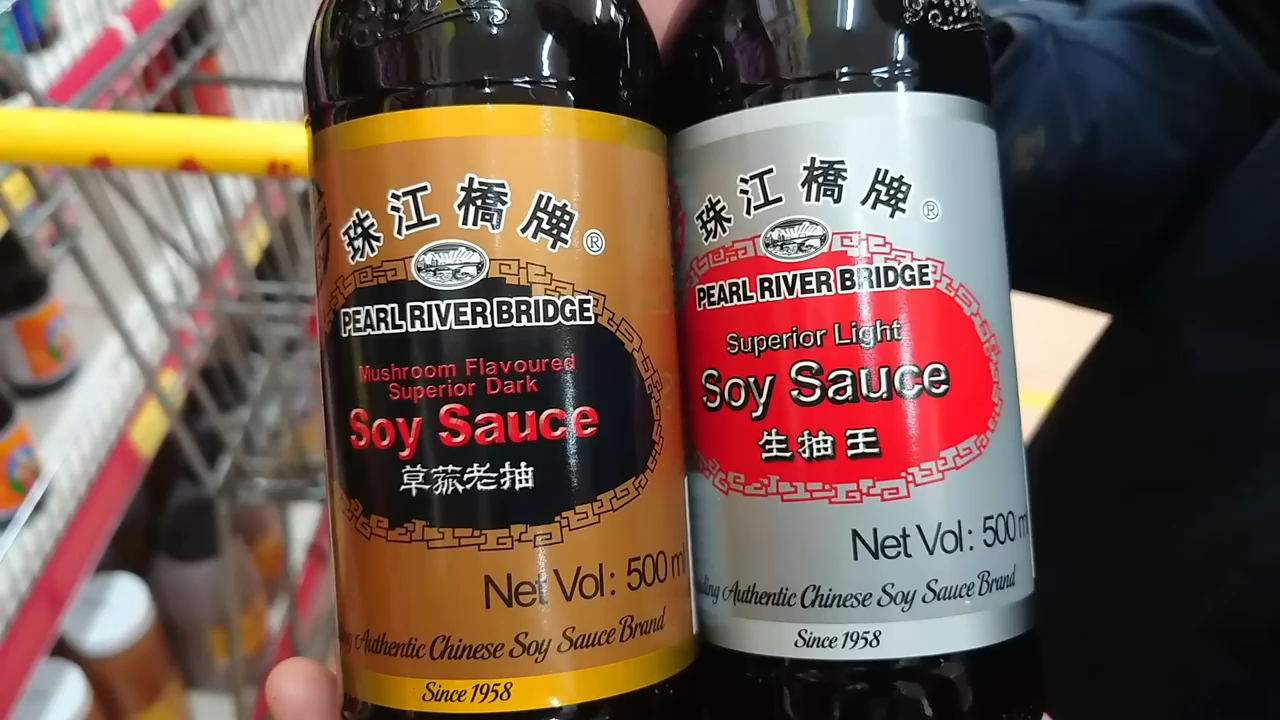 珠江橋牌®
PEARL RIVER BRIDGE
Mushroom Flavoured
Superior Dark
Soy Sauce
草菰老抽
Net Vol: 500 ml
Authentic Chinese Soy Sauce Brand
Since 1958
珠江橋牌®
PEARL RIVER BRIDGE
Superior Light
Soy Sauce
生抽王
Net Vol: 500 m
Authentic Chinese Soy Sauce Brand
Since 1958